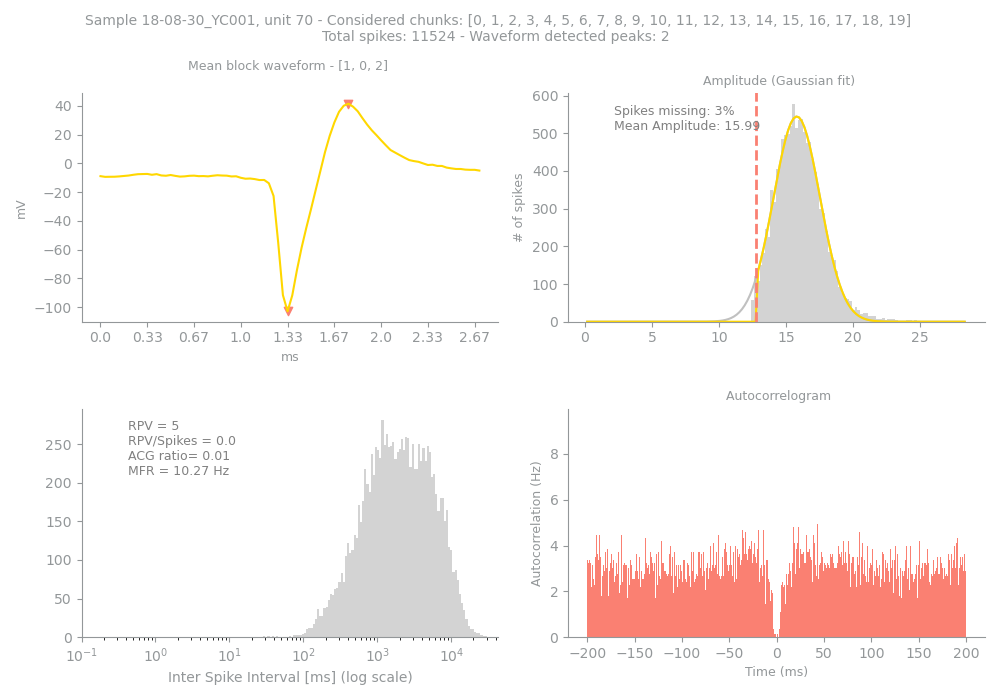 Sample 18-08-30_YC001, unit 70 - Considered chunks: [0, 1, 2, 3, 4, 5, 6, 7, 8, 9, 10, 11, 12, 13, 14, 15, 16, 17, 18, 19]
Total spikes: 11524 - Waveform detected peaks: 2
Mean block waveform - [1, 0, 2]
40
20
0
−20
−40
−60
−80
−100
mV
0.0 0.33 0.67 1.0 1.33 1.67 2.0 2.33 2.67
ms
Amplitude (Gaussian fit)
Spikes missing: 3%
Mean Amplitude: 15.99
600
500
400
300
200
100
0
# of spikes
0 5 10 15 20 25
RPV = 5
RPV/Spikes = 0.0
ACG ratio= 0.01
MFR = 10.27 Hz
250
200
150
100
50
0
10⁻¹ 10⁰ 10¹ 10² 10³ 10⁴
Inter Spike Interval [ms] (log scale)
Autocorrelogram
8
6
4
2
0
Autocorrelation (Hz)
−200 −150 −100 −50 0 50 100 150 200
Time (ms)